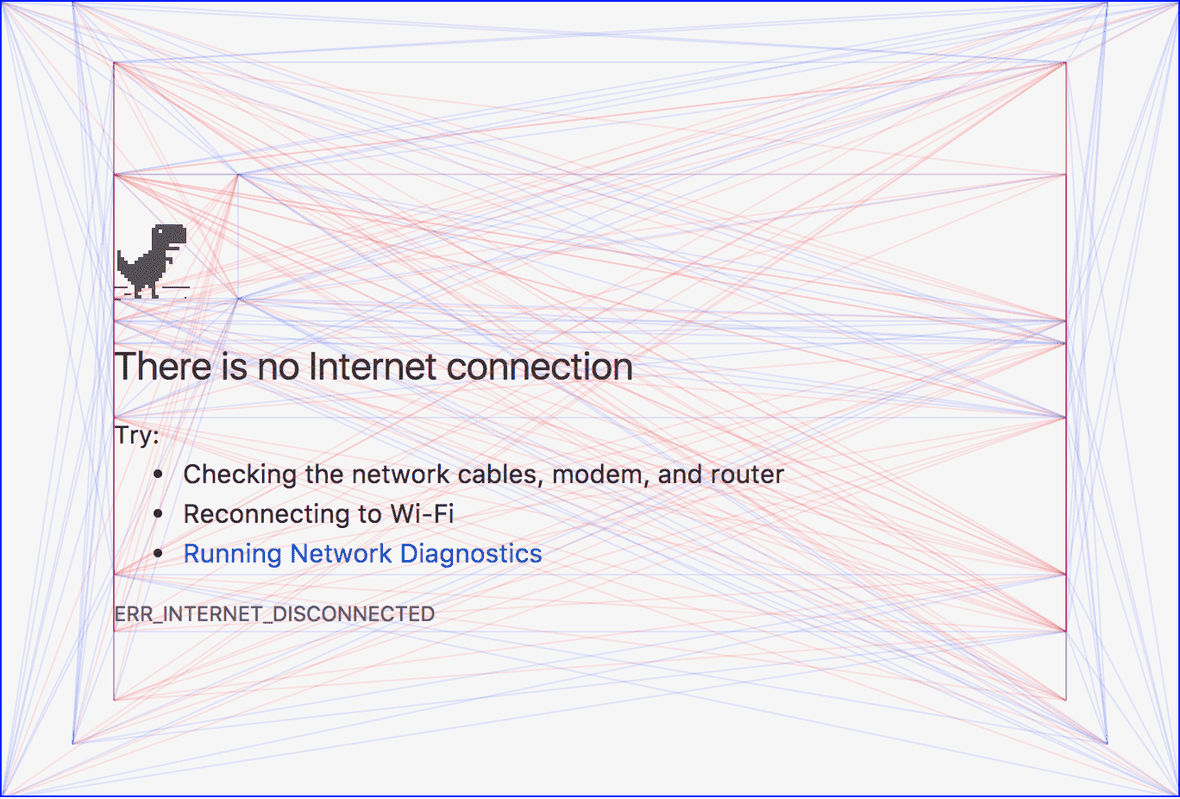 There is no Internet connection
Try:
• Checking the network cables, modem, and router
• Reconnecting to Wi-Fi
• Running Network Diagnostics
ERR_INTERNET_DISCONNECTED